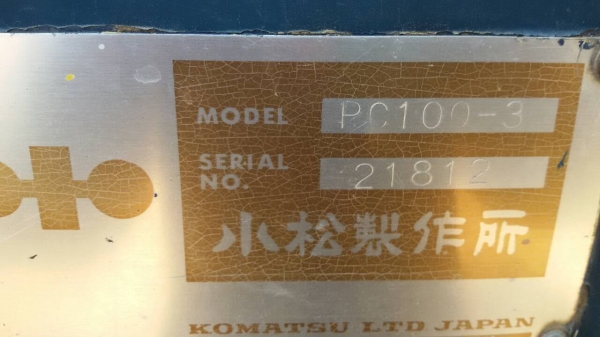 MODEL PC100-3
SERIAL
NO. 21812
小松製作所
KOMATSU LTD JAPAN